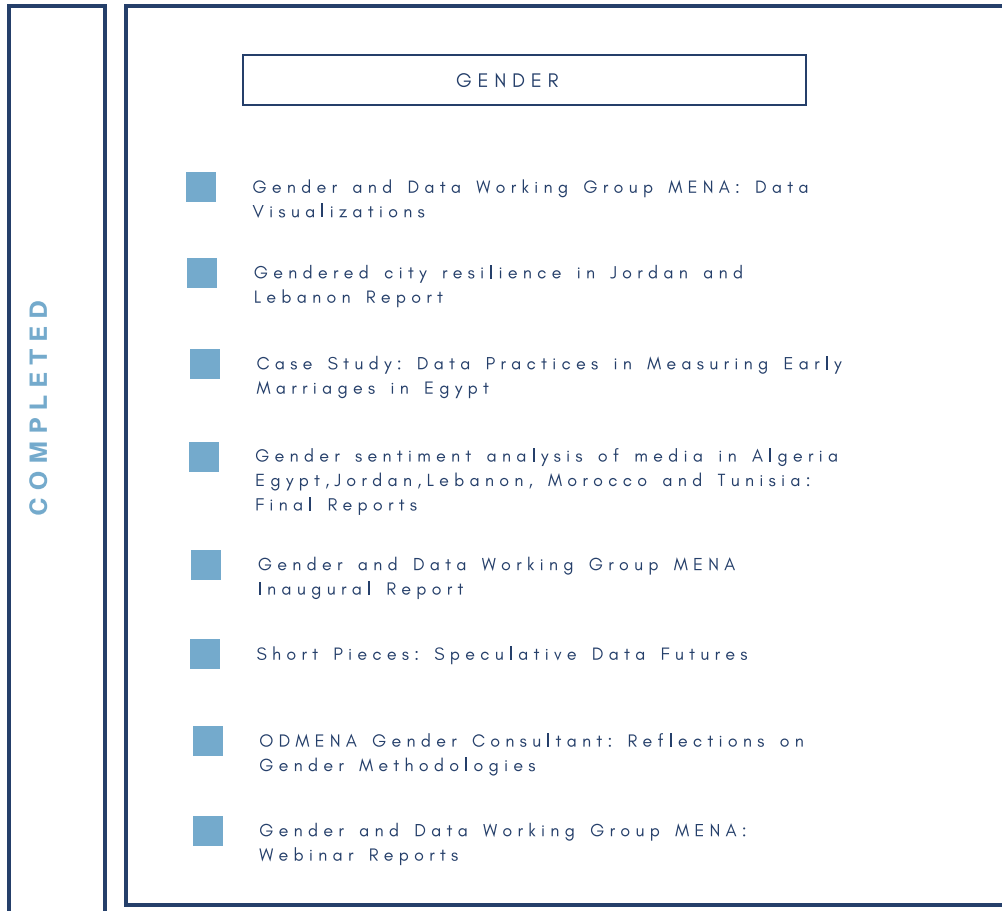 COMPLETED
GENDER
Gender and Data Working Group MENA: Data
Visualizations
Gendered city resilience in Jordan and
Lebanon Report
Case Study: Data Practices in Measuring Early
Marriages in Egypt
Gender sentiment analysis of media in Algeria
Egypt,Jordan,Lebanon, Morocco and Tunisia:
Final Reports
Gender and Data Working Group MENA
Inaugural Report
Short Pieces: Speculative Data Futures
ODMENA Gender Consultant: Reflections on
Gender Methodologies
Gender and Data Working Group MENA:
Webinar Reports